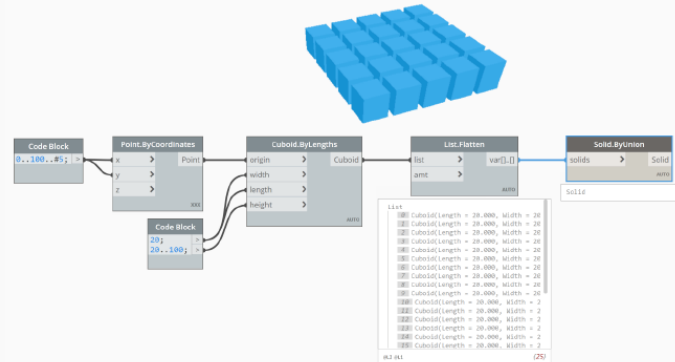 Code Block
0..100..#5;
>
Point.ByCoordinates
x
>
Point
y
>
z
>
XXX
Cuboid.ByLengths
origin
>
Cuboid
width
>
length
>
height
>
AUTO
List.Flatten
list
>
var[]..[]
amt
>
AUTO
Solid.ByUnion
solids
>
Solid
AUTO
Code Block
20;
>
20..100;
>
Solid
List
0 Cuboid(Length = 20.000, Width = 20
1 Cuboid(Length = 20.000, Width = 20
2 Cuboid(Length = 20.000, Width = 20
3 Cuboid(Length = 20.000, Width = 20
4 Cuboid(Length = 20.000, Width = 20
5 Cuboid(Length = 20.000, Width = 20
6 Cuboid(Length = 20.000, Width = 20
7 Cuboid(Length = 20.000, Width = 20
8 Cuboid(Length = 20.000, Width = 20
9 Cuboid(Length = 20.000, Width = 20
10 Cuboid(Length = 20.000, Width = 2
11 Cuboid(Length = 20.000, Width = 2
12 Cuboid(Length = 20.000, Width = 2
13 Cuboid(Length = 20.000, Width = 2
14 Cuboid(Length = 20.000, Width = 2
15 Cuboid(Length = 20.000, Width = 2
@L2 @L1
{25}